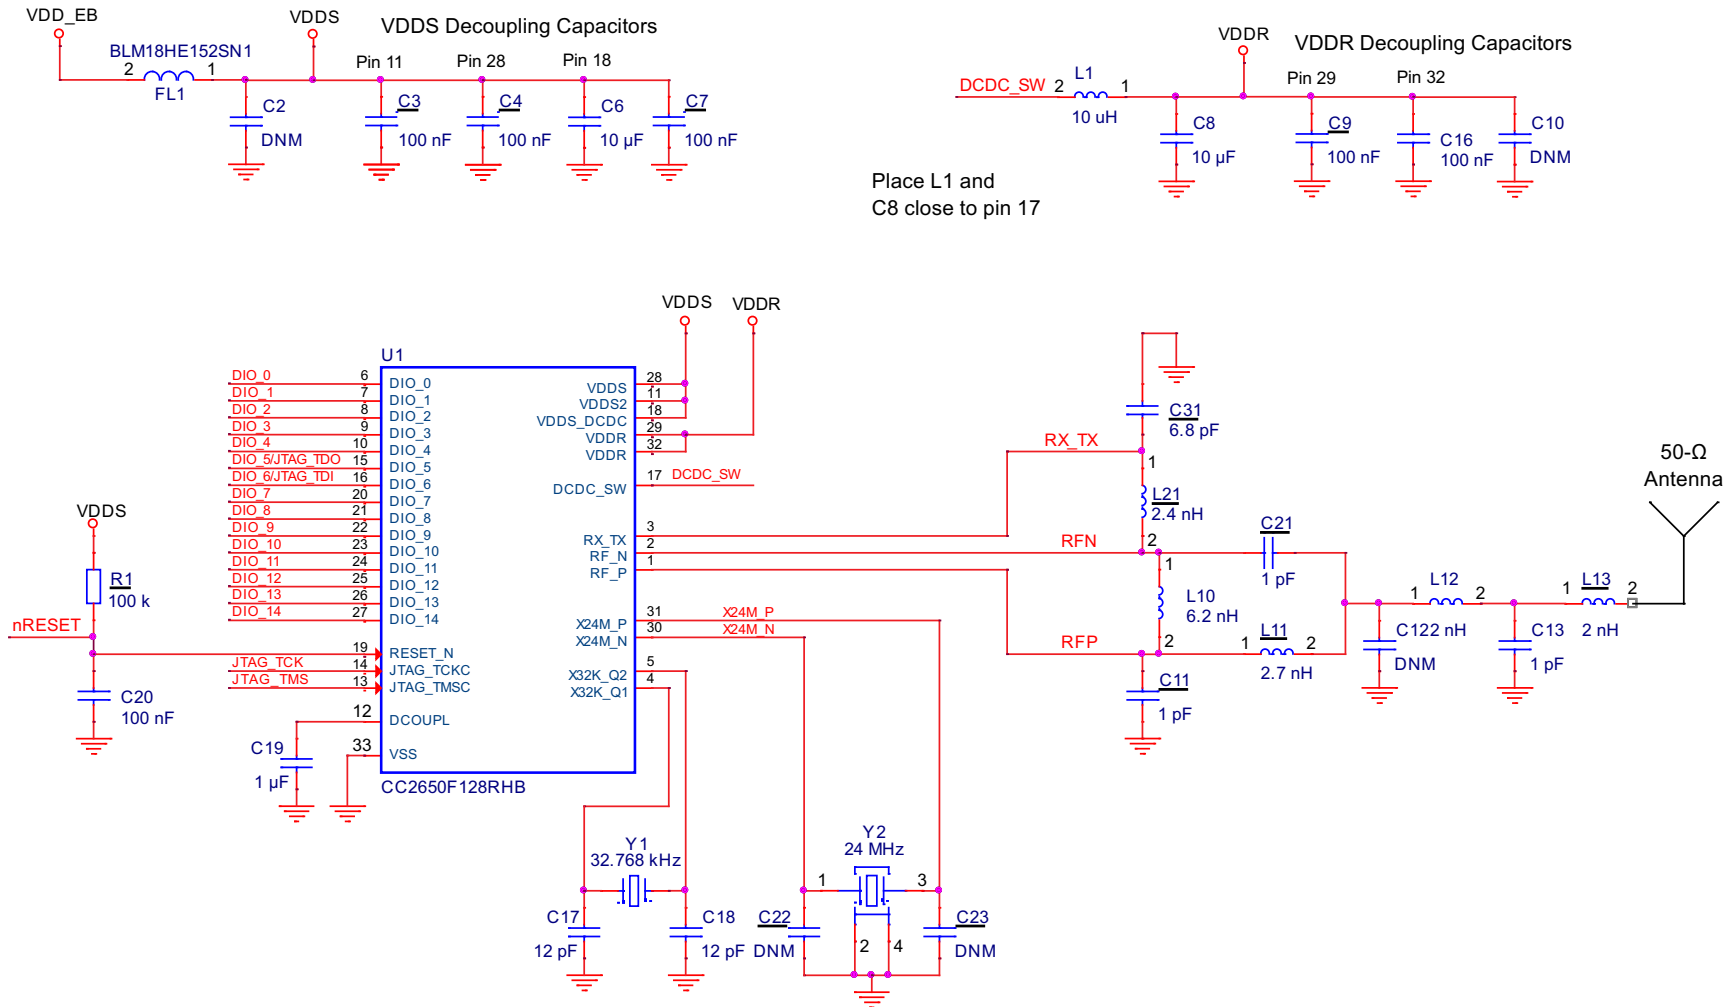 VDD_EB
VDDS
VDDS Decoupling Capacitors
BLM18HE152SN1
2
1
FL1
Pin 11
Pin 28
Pin 18
C2
DNM
C3
100 nF
C4
100 nF
C6
10 µF
C7
100 nF
VDDR
VDDR Decoupling Capacitors
DCDC_SW
2
L1
1
10 uH
Pin 29
Pin 32
C8
10 µF
C9
100 nF
C16
100 nF
C10
DNM
Place L1 and
C8 close to pin 17
VDDS
VDDR
U1
DIO_0
6
DIO_0
DIO_1
7
DIO_1
DIO_2
8
DIO_2
DIO_3
9
DIO_3
DIO_4
10
DIO_4
DIO_5/JTAG_TDO
15
DIO_5
DIO_6/JTAG_TDI
16
DIO_6
DIO_7
20
DIO_7
DIO_8
21
DIO_8
DIO_9
22
DIO_9
DIO_10
23
DIO_10
DIO_11
24
DIO_11
DIO_12
25
DIO_12
DIO_13
26
DIO_13
DIO_14
27
DIO_14
19
RESET_N
JTAG_TCK
14
JTAG_TCKC
JTAG_TMS
13
JTAG_TMSC
12
DCOUPL
33
VSS
CC2650F128RHB
VDDS
28
VDDS2
11
VDDS_DCDC
18
VDDR
29
VDDR
32
DCDC_SW
17
DCDC_SW
RX_TX
3
RF_N
2
RF_P
1
X24M_P
31
X24M_P
X24M_N
30
X24M_N
X32K_Q2
5
X32K_Q1
4
VDDS
R1
100 k
nRESET
C20
100 nF
C19
1 µF
Y1
32.768 kHz
C17
12 pF
C18
12 pF
Y2
24 MHz
1
3
2
4
C22
DNM
C23
DNM
C31
6.8 pF
RX_TX
1
L21
2.4 nH
2
RFN
C21
1 pF
1
L10
6.2 nH
2
RFP
1
L11
2
2.7 nH
C11
1 pF
1
L12
2
C122 nH
DNM
C13
1 pF
1
L13
2
2 nH
50-Ω
Antenna